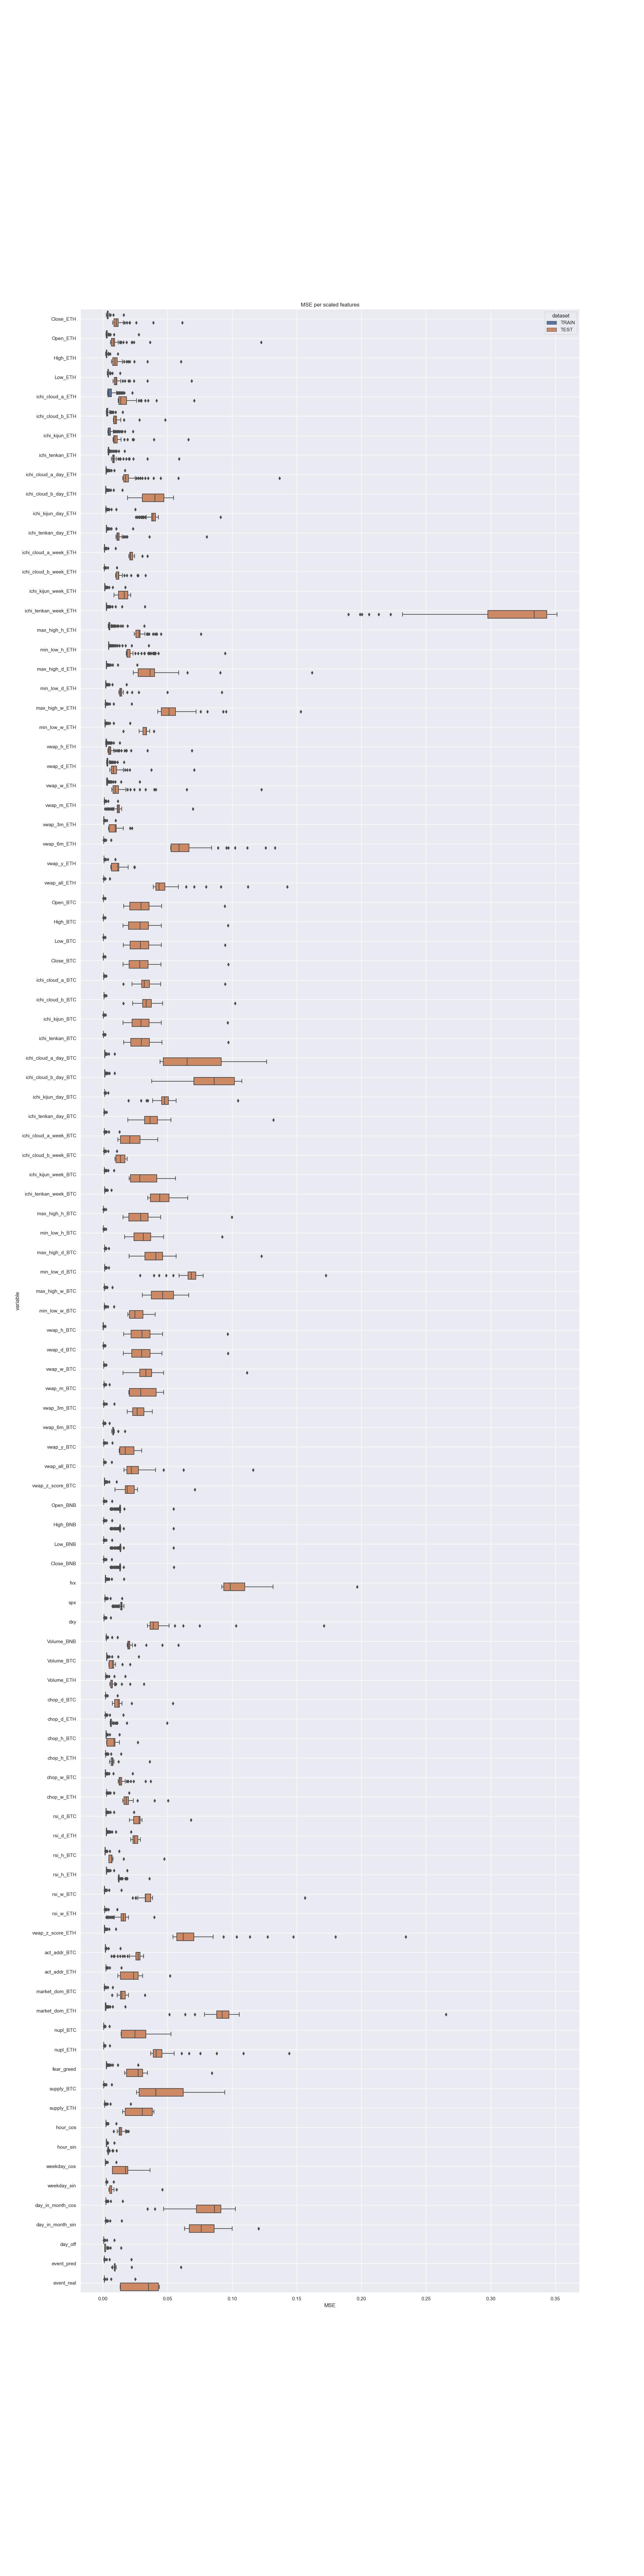 MSE per scaled features
dataset
TRAIN
TEST
Close_ETH
Open_ETH
High_ETH
Low_ETH
ichi_cloud_a_ETH
ichi_cloud_b_ETH
ichi_kijun_ETH
ichi_tenkan_ETH
ichi_cloud_a_day_ETH
ichi_cloud_b_day_ETH
ichi_kijun_day_ETH
ichi_tenkan_day_ETH
ichi_cloud_a_week_ETH
ichi_cloud_b_week_ETH
ichi_kijun_week_ETH
ichi_tenkan_week_ETH
max_high_h_ETH
min_low_h_ETH
max_high_d_ETH
min_low_d_ETH
max_high_w_ETH
min_low_w_ETH
vwap_h_ETH
vwap_d_ETH
vwap_w_ETH
vwap_m_ETH
vwap_3m_ETH
vwap_6m_ETH
vwap_y_ETH
vwap_all_ETH
Open_BTC
High_BTC
Low_BTC
Close_BTC
ichi_cloud_a_BTC
ichi_cloud_b_BTC
ichi_kijun_BTC
ichi_tenkan_BTC
ichi_cloud_a_day_BTC
ichi_cloud_b_day_BTC
ichi_kijun_day_BTC
ichi_tenkan_day_BTC
ichi_cloud_a_week_BTC
ichi_cloud_b_week_BTC
ichi_kijun_week_BTC
ichi_tenkan_week_BTC
max_high_h_BTC
min_low_h_BTC
max_high_d_BTC
min_low_d_BTC
max_high_w_BTC
min_low_w_BTC
vwap_h_BTC
vwap_d_BTC
vwap_w_BTC
vwap_m_BTC
vwap_3m_BTC
vwap_6m_BTC
vwap_y_BTC
vwap_all_BTC
vwap_z_score_BTC
Open_BNB
High_BNB
Low_BNB
Close_BNB
spx
dxy
Volume_BNB
Volume_BTC
Volume_ETH
chop_d_BTC
chop_d_ETH
chop_h_BTC
chop_h_ETH
chop_w_BTC
chop_w_ETH
rsi_d_BTC
rsi_d_ETH
rsi_h_BTC
rsi_h_ETH
rsi_w_BTC
rsi_w_ETH
vwap_z_score_ETH
act_addr_BTC
act_addr_ETH
market_dom_BTC
market_dom_ETH
nupl_BTC
nupl_ETH
fear_greed
supply_BTC
supply_ETH
hour_cos
hour_sin
weekday_cos
weekday_sin
day_in_month_cos
day_in_month_sin
day_off
event_pred
event_real
variable
0.00 0.05 0.10 0.15 0.20 0.25 0.30 0.35
MSE